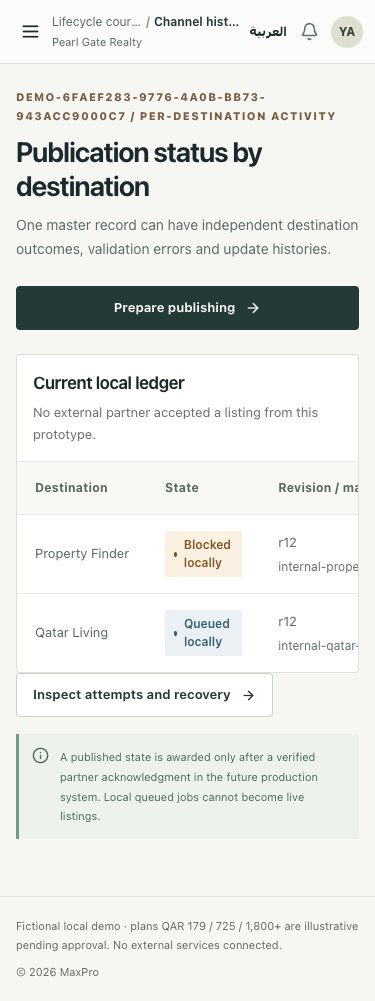 Lifecycle cour... / Channel hist...
العربية
YA
Pearl Gate Realty
DEMO-6FAEF283-9776-4A0B-BB73-
943ACC9000C7 / PER-DESTINATION ACTIVITY
Publication status by
destination
One master record can have independent destination
outcomes, validation errors and update histories.
Prepare publishing →
Current local ledger
No external partner accepted a listing from this
prototype.
Destination State Revision / ma
Property Finder
Blocked
locally
r12
internal-prope
Qatar Living
Queued
locally
r12
internal-qatar-
Inspect attempts and recovery →
A published state is awarded only after a verified
partner acknowledgment in the future production
system. Local queued jobs cannot become live
listings.
Fictional local demo · plans QAR 179 / 725 / 1,800+ are illustrative
pending approval. No external services connected.
© 2026 MaxPro